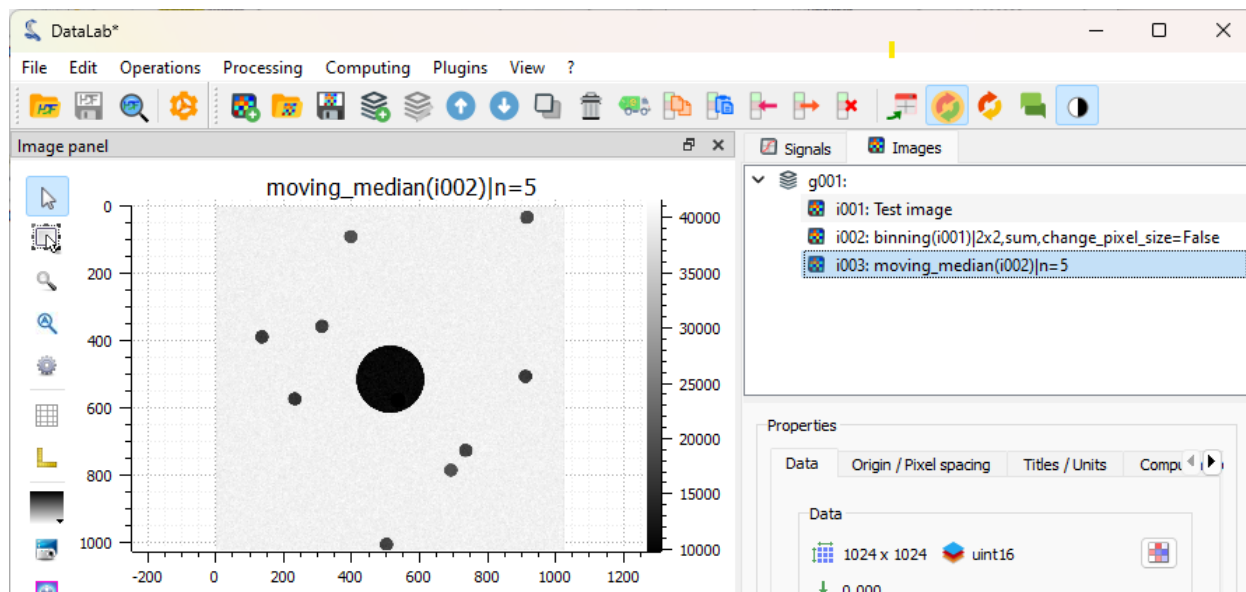 DataLab*
File Edit Operations Processing Computing Plugins View ?
Image panel
Signals Images
moving_median(i002)|n=5
g001:
i001: Test image
i002: binning(i001)|2x2,sum,change_pixel_size=False
i003: moving_median(i002)|n=5
0
200
400
600
800
1000
-200 0 200 400 600 800 1000 1200
40000
35000
30000
25000
20000
15000
10000
Properties
Data Origin / Pixel spacing Titles / Units
Data
1024 x 1024 uint16
0.000